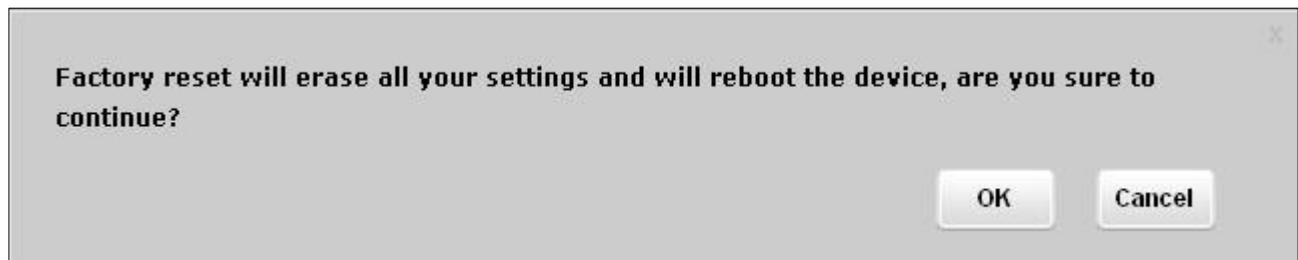 x
Factory reset will erase all your settings and will reboot the device, are you sure to
continue?
OK Cancel